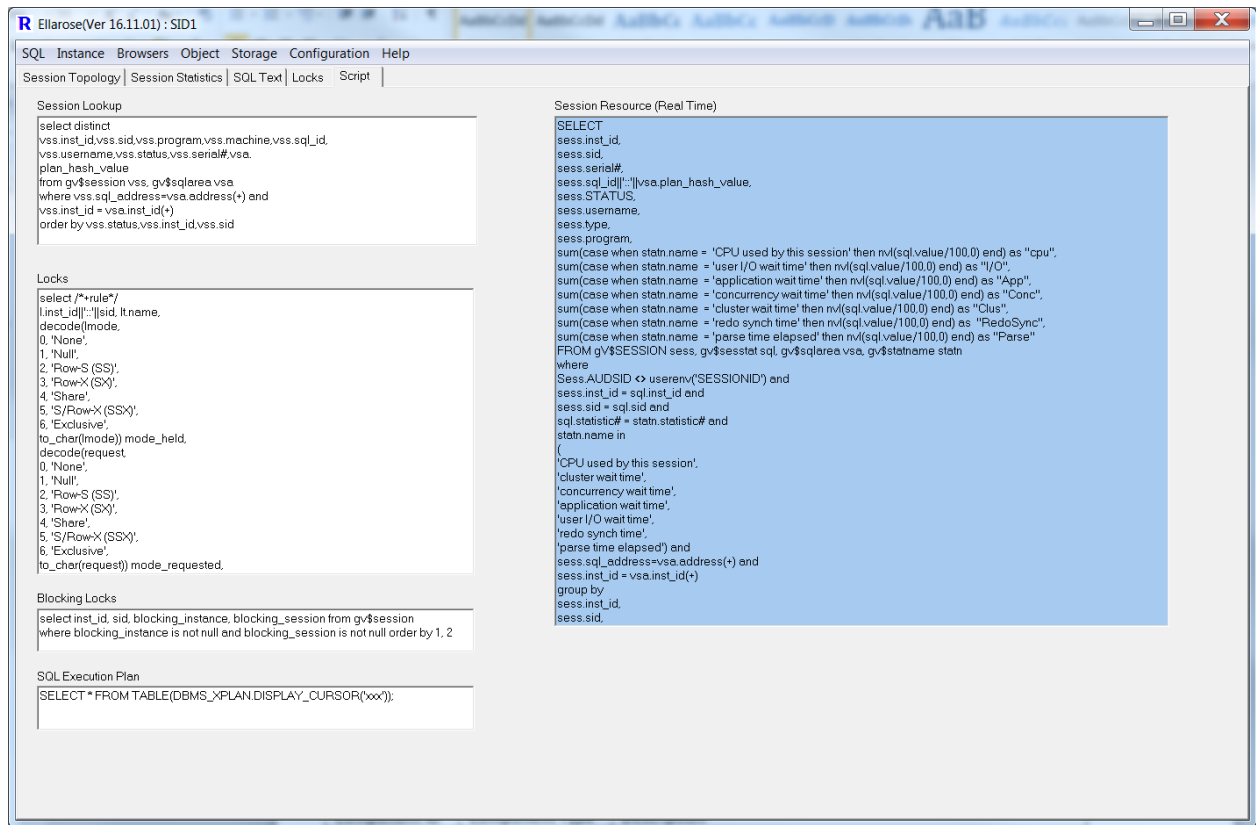 Ellarose(Ver 16.11.01) : SID1
SQL Instance Browsers Object Storage Configuration Help
Session Topology Session Statistics SQL Text Locks Script
Session Lookup
select distinct
vss.inst_id,vss.sid,vss.program,vss.machine,vss.sql_id,
vss.username,vss.status,vss.serial#,vsa.
plan_hash_value
from gv$session vss, gv$sqlarea vsa
where vss.sql_address=vsa.address(+) and
vss.inst_id = vsa.inst_id(+)
order by vss.status,vss.inst_id,vss.sid
Locks
select /*+rule*/
l.inst_id||'::'||sid, lt.name,
decode(lmode,
0, 'None',
1, 'Null',
2, 'Row-S (SS)',
3, 'Row-X (SX)',
4, 'Share',
5, 'S/Row-X (SSX)',
6, 'Exclusive',
to_char(lmode)) mode_held,
decode(request,
0, 'None',
1, 'Null',
2, 'Row-S (SS)',
3, 'Row-X (SX)',
4, 'Share',
5, 'S/Row-X (SSX)',
6, 'Exclusive',
to_char(request)) mode_requested,
Blocking Locks
select inst_id, sid, blocking_instance, blocking_session from gv$session
where blocking_instance is not null and blocking_session is not null order by 1, 2
SQL Execution Plan
SELECT * FROM TABLE(DBMS_XPLAN.DISPLAY_CURSOR('xxx'));
Session Resource (Real Time)
SELECT
sess.inst_id,
sess.sid,
sess.serial#,
sess.sql_id||'::'||vsa.plan_hash_value,
sess.STATUS,
sess.username,
sess.type,
sess.program,
sum(case when statn.name = 'CPU used by this session' then nvl(sql.value/100,0) end) as "cpu",
sum(case when statn.name = 'user I/O wait time' then nvl(sql.value/100,0) end) as "I/O",
sum(case when statn.name = 'application wait time' then nvl(sql.value/100,0) end) as "App",
sum(case when statn.name = 'concurrency wait time' then nvl(sql.value/100,0) end) as "Conc",
sum(case when statn.name = 'cluster wait time' then nvl(sql.value/100,0) end) as "Clus",
sum(case when statn.name = 'redo synch time' then nvl(sql.value/100,0) end) as "RedoSync",
sum(case when statn.name = 'parse time elapsed' then nvl(sql.value/100,0) end) as "Parse"
FROM gV$SESSION sess, gv$sesstat sql, gv$sqlarea vsa, gv$statname statn
where
Sess.AUDSID <> userenv('SESSIONID') and
sess.inst_id = sql.inst_id and
sess.sid = sql.sid and
sql.statistic# = statn.statistic# and
statn.name in
(
'CPU used by this session',
'cluster wait time',
'concurrency wait time',
'application wait time',
'user I/O wait time',
'redo synch time',
'parse time elapsed') and
sess.sql_address=vsa.address(+) and
sess.inst_id = vsa.inst_id(+)
group by
sess.inst_id,
sess.sid,